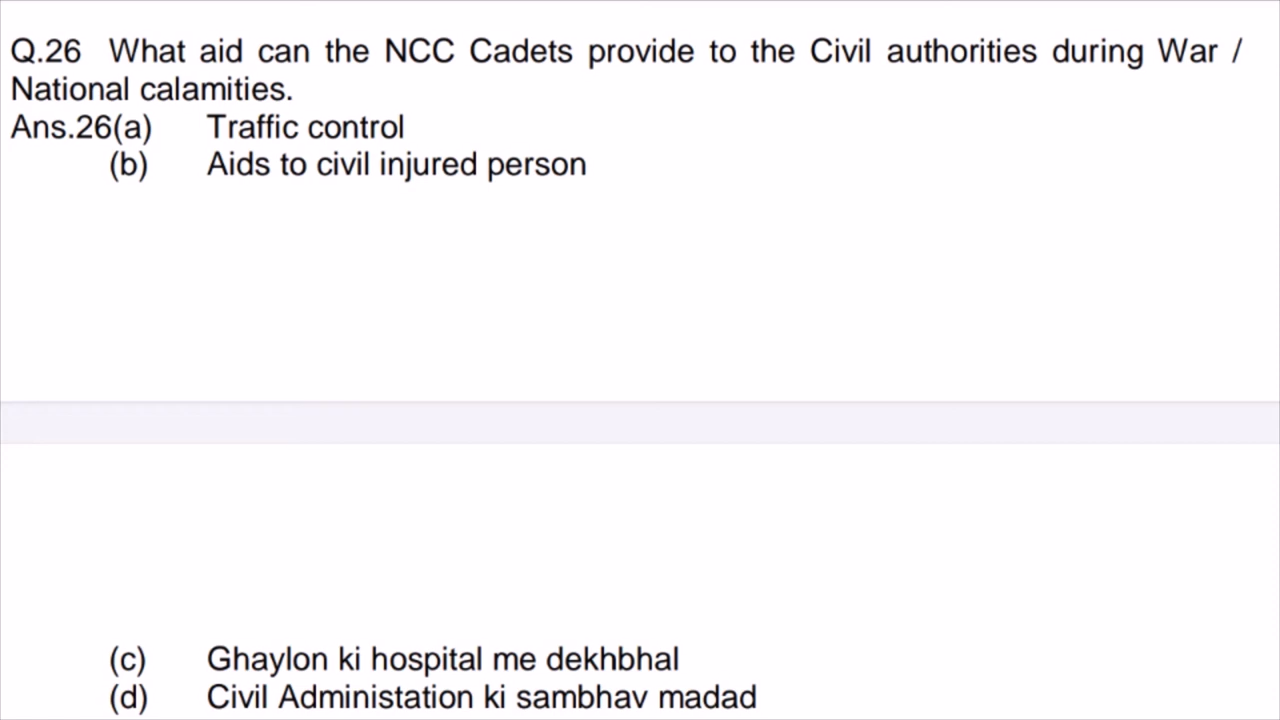 Q.26 What aid can the NCC Cadets provide to the Civil authorities during War /
National calamities.
Ans.26(a) Traffic control
(b) Aids to civil injured person
(c) Ghaylon ki hospital me dekhbhal
(d) Civil Administation ki sambhav madad